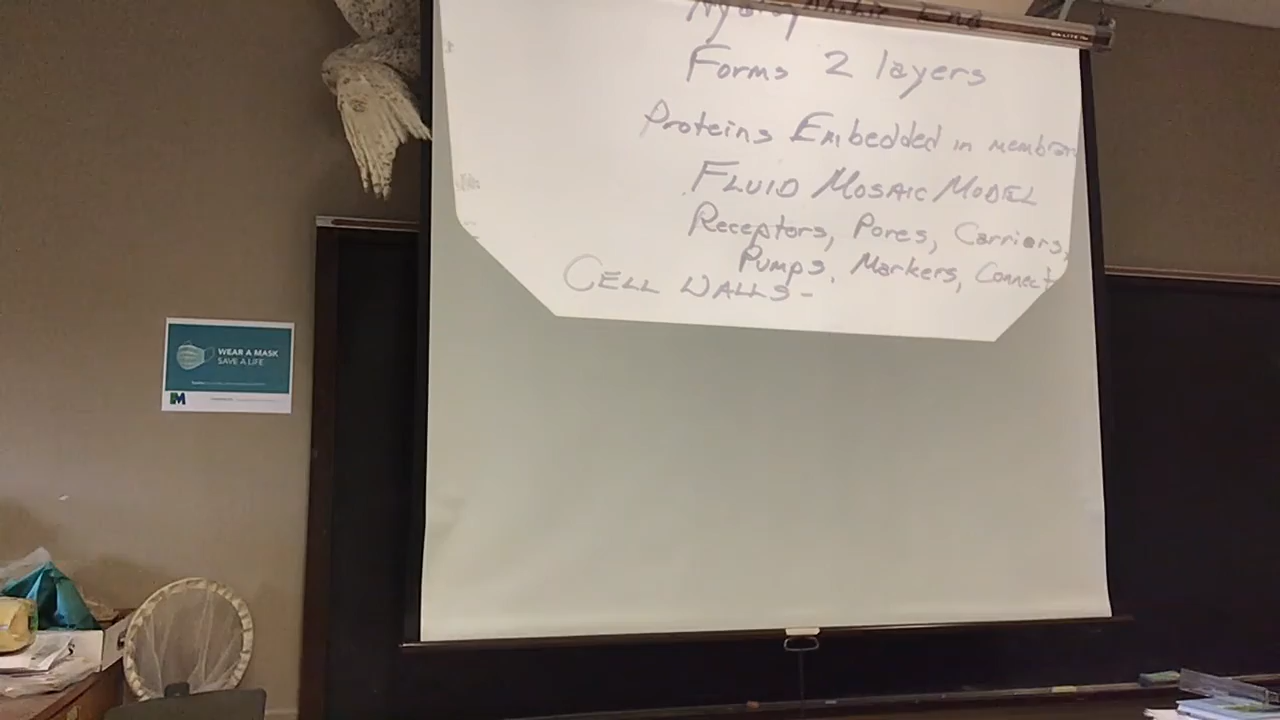 Forms 2 layers
Proteins Embedded in membran
FLUID MOSAIC MODEL
Receptors, Pores, Carriers,
Pumps, Markers, Connect
CELL WALLS-
WEAR A MASK
SAVE A LIFE
M